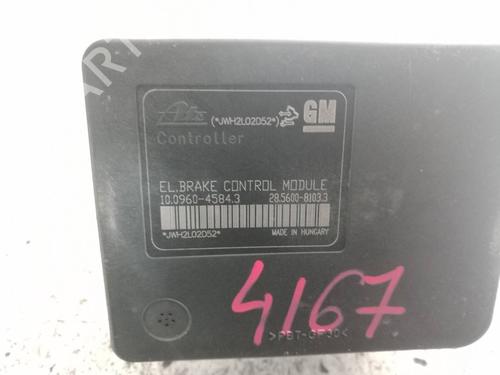 Ate (*JWH2L02D52*) GM
Controller
EL.BRAKE CONTROL MODULE
10.0960-4584.3 28.5600-8103.3
*JWH2L02D52* MADE IN HUNGARY
4167
>PBT-GF30<